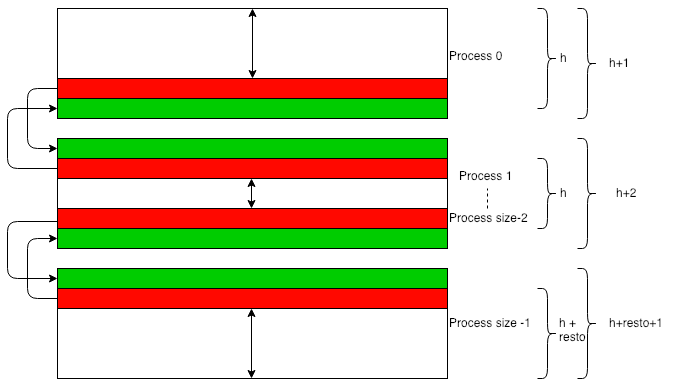 Process 0
h
h+1
Process 1
h
h+2
Process size-2
Process size -1
h +
resto
h+resto+1